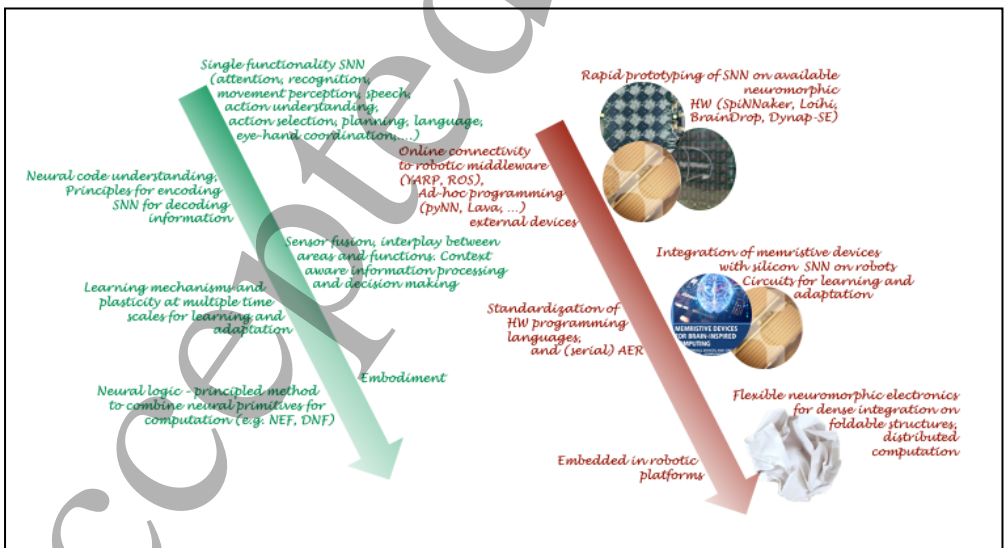 Single functionality SNN
(attention, recognition,
movement perception, speech,
action understanding,
action selection, planning, language,
eye-hand coordination,....)
Neural code understanding,
Principles for encoding
SNN for decoding
information
Sensor fusion, interplay between
areas and functions. Context
aware information processing
and decision making
Learning mechanisms and
plasticity at multiple time
scales for learning and
adaptation
Embodiment
Neural logic - principled method
to combine neural primitives for
computation (e.g. NEF, DNF)
Rapid prototyping of SNN on available
neuromorphic
HW (SpiNNaker, Loihi,
BrainDrop, Dynap-SE)
Online connectivity
to robotic middleware
(YARP, ROS),
Ad-hoc programming
(pyNN, Lava, ...)
external devices
Integration of memristive devices
with silicon SNN on robots
Circuits for learning and
adaptation
MEMRISTIVE DEVICES
FOR BRAIN-INSPIRED
COMPUTING
Standardization of
HW programming
languages,
and (serial) AER
Flexible neuromorphic electronics
for dense integration on
foldable structures,
distributed
computation
Embedded in robotic
platforms
ccepted